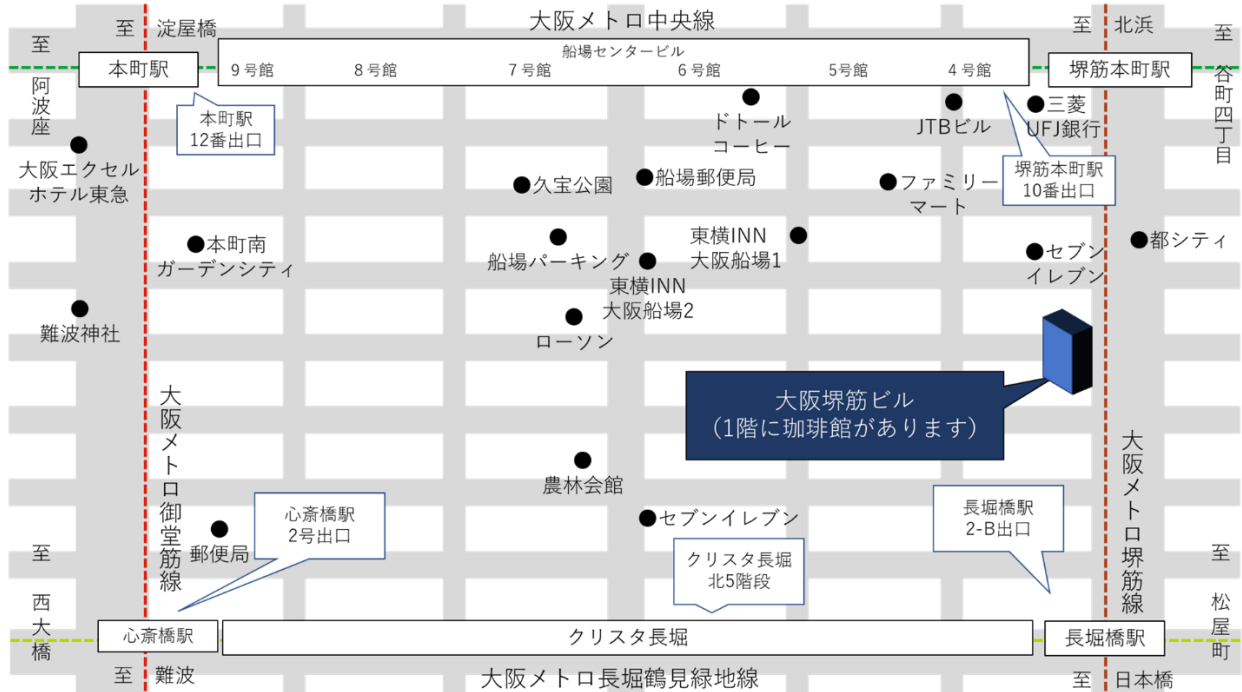 至 淀屋橋
大阪メトロ中央線
至 北浜
至
阿波座
至
谷町四丁目
本町駅
船場センタービル
9号館
8号館
7号館
6号館
5号館
4号館
堺筋本町駅
本町駅
12番出口
ドトール
コーヒー
JTBビル
三菱
UFJ銀行
大阪エクセル
ホテル東急
堺筋本町駅
10番出口
久宝公園
船場郵便局
ファミリー
マート
本町南
ガーデンシティ
船場パーキング
東横INN
大阪船場1
東横INN
大阪船場2
セブン
イレブン
都シティ
難波神社
ローソン
大阪堺筋ビル
（1階に珈琲館があります）
大阪メトロ御堂筋線
大阪メトロ堺筋線
農林会館
心斎橋駅
2号出口
郵便局
セブンイレブン
長堀橋駅
2-B出口
クリスタ長堀
北5階段
至
西大橋
至
松屋町
心斎橋駅
クリスタ長堀
長堀橋駅
至 難波
大阪メトロ長堀鶴見緑地線
至 日本橋